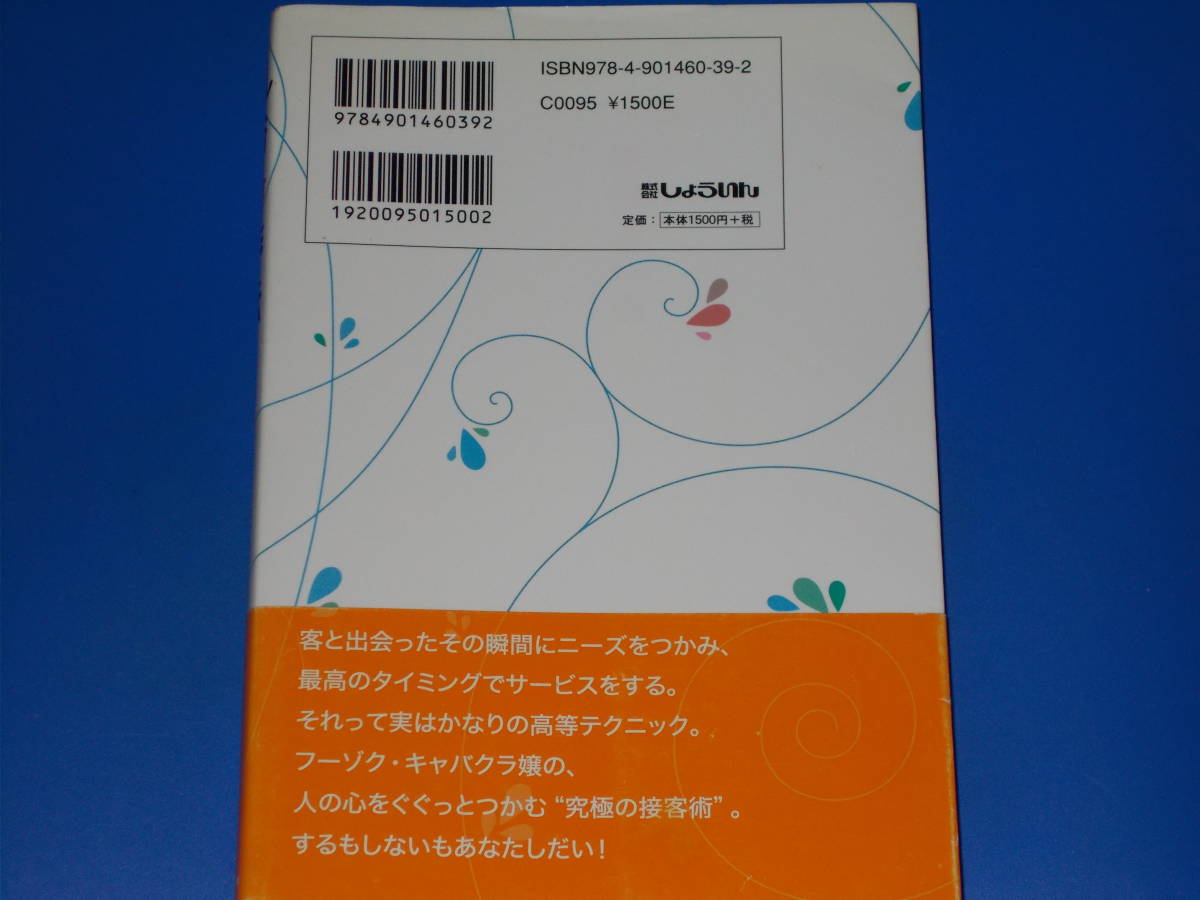 ISBN978-4-901460-39-2
C0095 ¥1500E
9784901460392
1920095015002
株式会社 しょういん
定価：本体1500円＋税
客と出会ったその瞬間にニーズをつかみ、
最高のタイミングでサービスをする。
それって実はかなりの高等テクニック。
フーゾク・キャバクラ嬢の、
人の心をぐぐっとつかむ“究極の接客術”。
するもしないもあなたしだい！